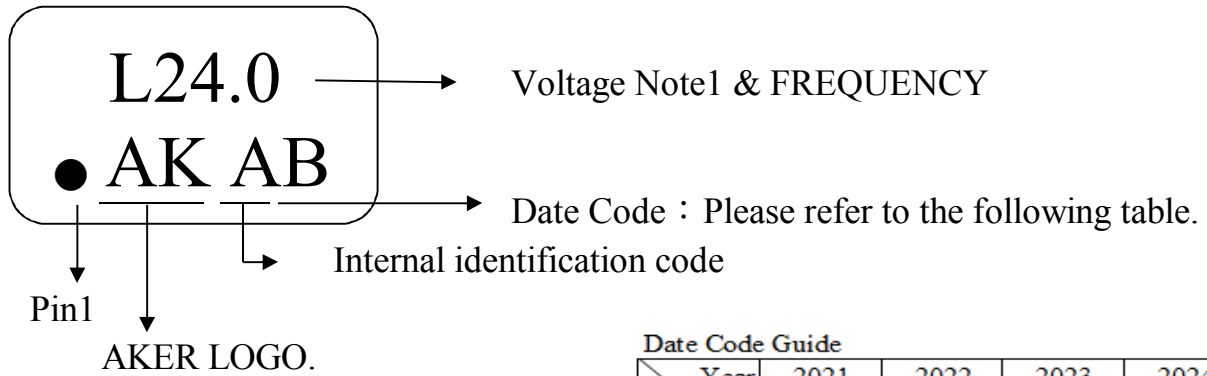 L24.0
Voltage Note1 & FREQUENCY
● AK AB
Date Code：Please refer to the following table.
Internal identification code
Pin1
AKER LOGO.
Date Code Guide
Year 2021 2022 2023 2024